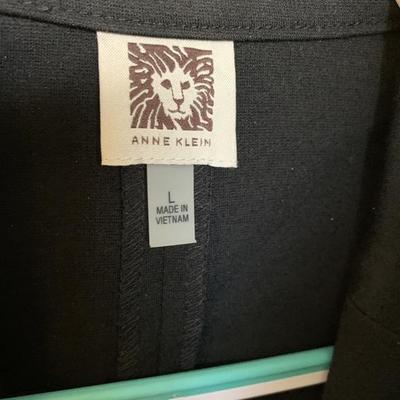 ANNE KLEIN
L
MADE IN
VIETNAM